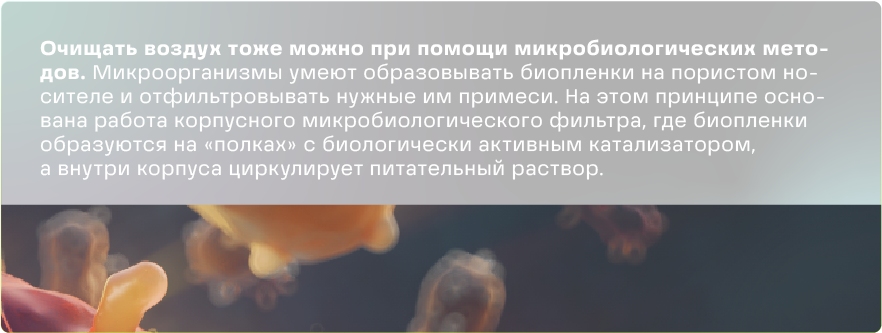 Очищать воздух тоже можно при помощи микробиологических мето-
дов. Микроорганизмы умеют образовывать биопленки на пористом но-
сителе и отфильтровывать нужные им примеси. На этом принципе осно-
вана работа корпусного микробиологического фильтра, где биопленки
образуются на «полках» с биологически активным катализатором,
а внутри корпуса циркулирует питательный раствор.